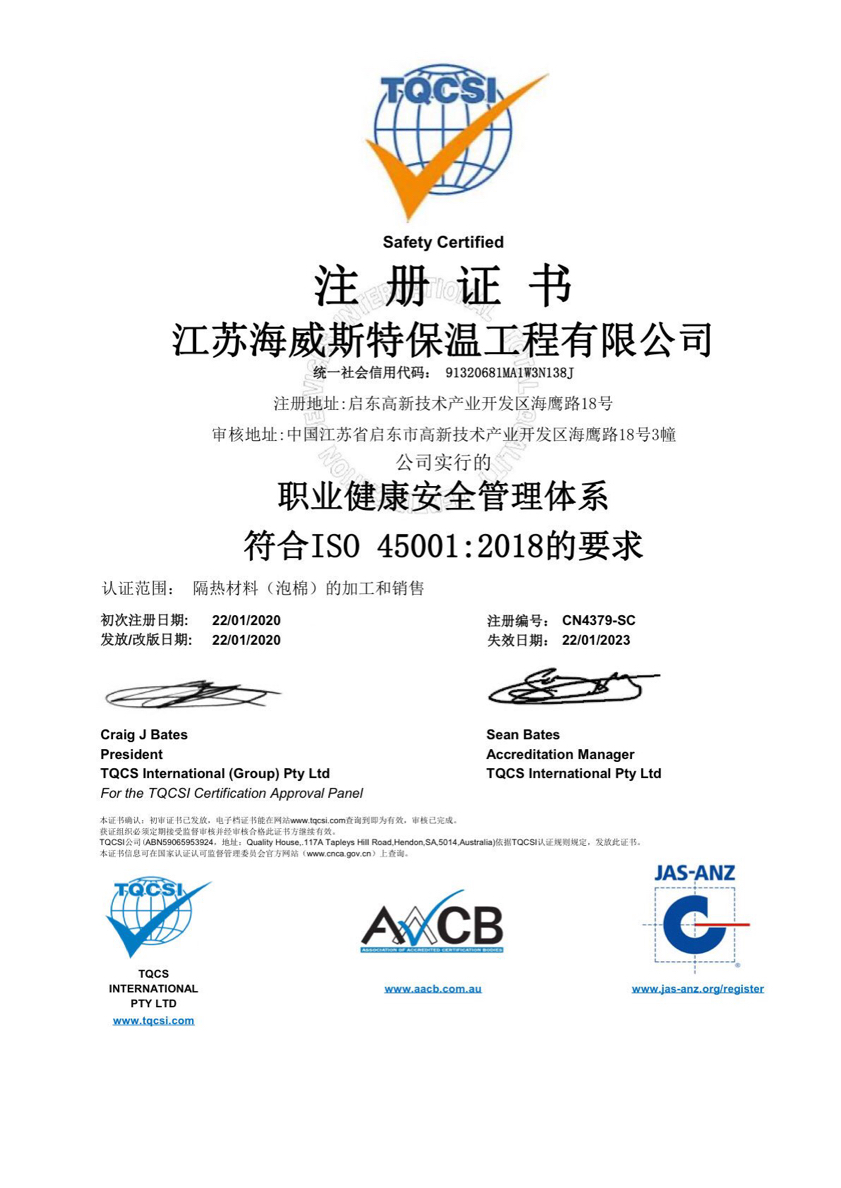 TQCSI
Safety Certified
注 册 证 书
江苏海威斯特保温工程有限公司
统一社会信用代码: 91320681MA1W3N138J
注册地址:启东高新技术产业开发区海鹰路18号
审核地址:中国江苏省启东市高新技术产业开发区海鹰路18号3幢
公司实行的
职业健康安全管理体系
符合ISO 45001:2018的要求
认证范围: 隔热材料（泡棉）的加工和销售
初次注册日期: 22/01/2020 注册编号: CN4379-SC
发放/改版日期: 22/01/2020 失效日期: 22/01/2023
Craig J Bates Sean Bates
President Accreditation Manager
TQCS International (Group) Pty Ltd TQCS International Pty Ltd
For the TQCSI Certification Approval Panel
本证书确认: 初审证书已发放，电子档证书能在网站www.tqcsi.com查询到即为有效，审核已完成。
获证组织必须定期接受监督审核并经审核合格此证书方继续有效。
TQCSI公司(ABN59065953924，地址: Quality House,.117A Tapleys Hill Road,Hendon,SA,5014,Australia)依据TQCSI认证规则规定，发放此证书。
本证书信息可在国家认证认可监督管理委员会官方网站（www.cnca.gov.cn）上查询。
TQCSI AACB JAS-ANZ
ASSOCIATION OF ACCREDITED CERTIFICATION BODIES
TQCS
INTERNATIONAL
PTY LTD
www.tqcsi.com
www.aacb.com.au
www.jas-anz.org/register